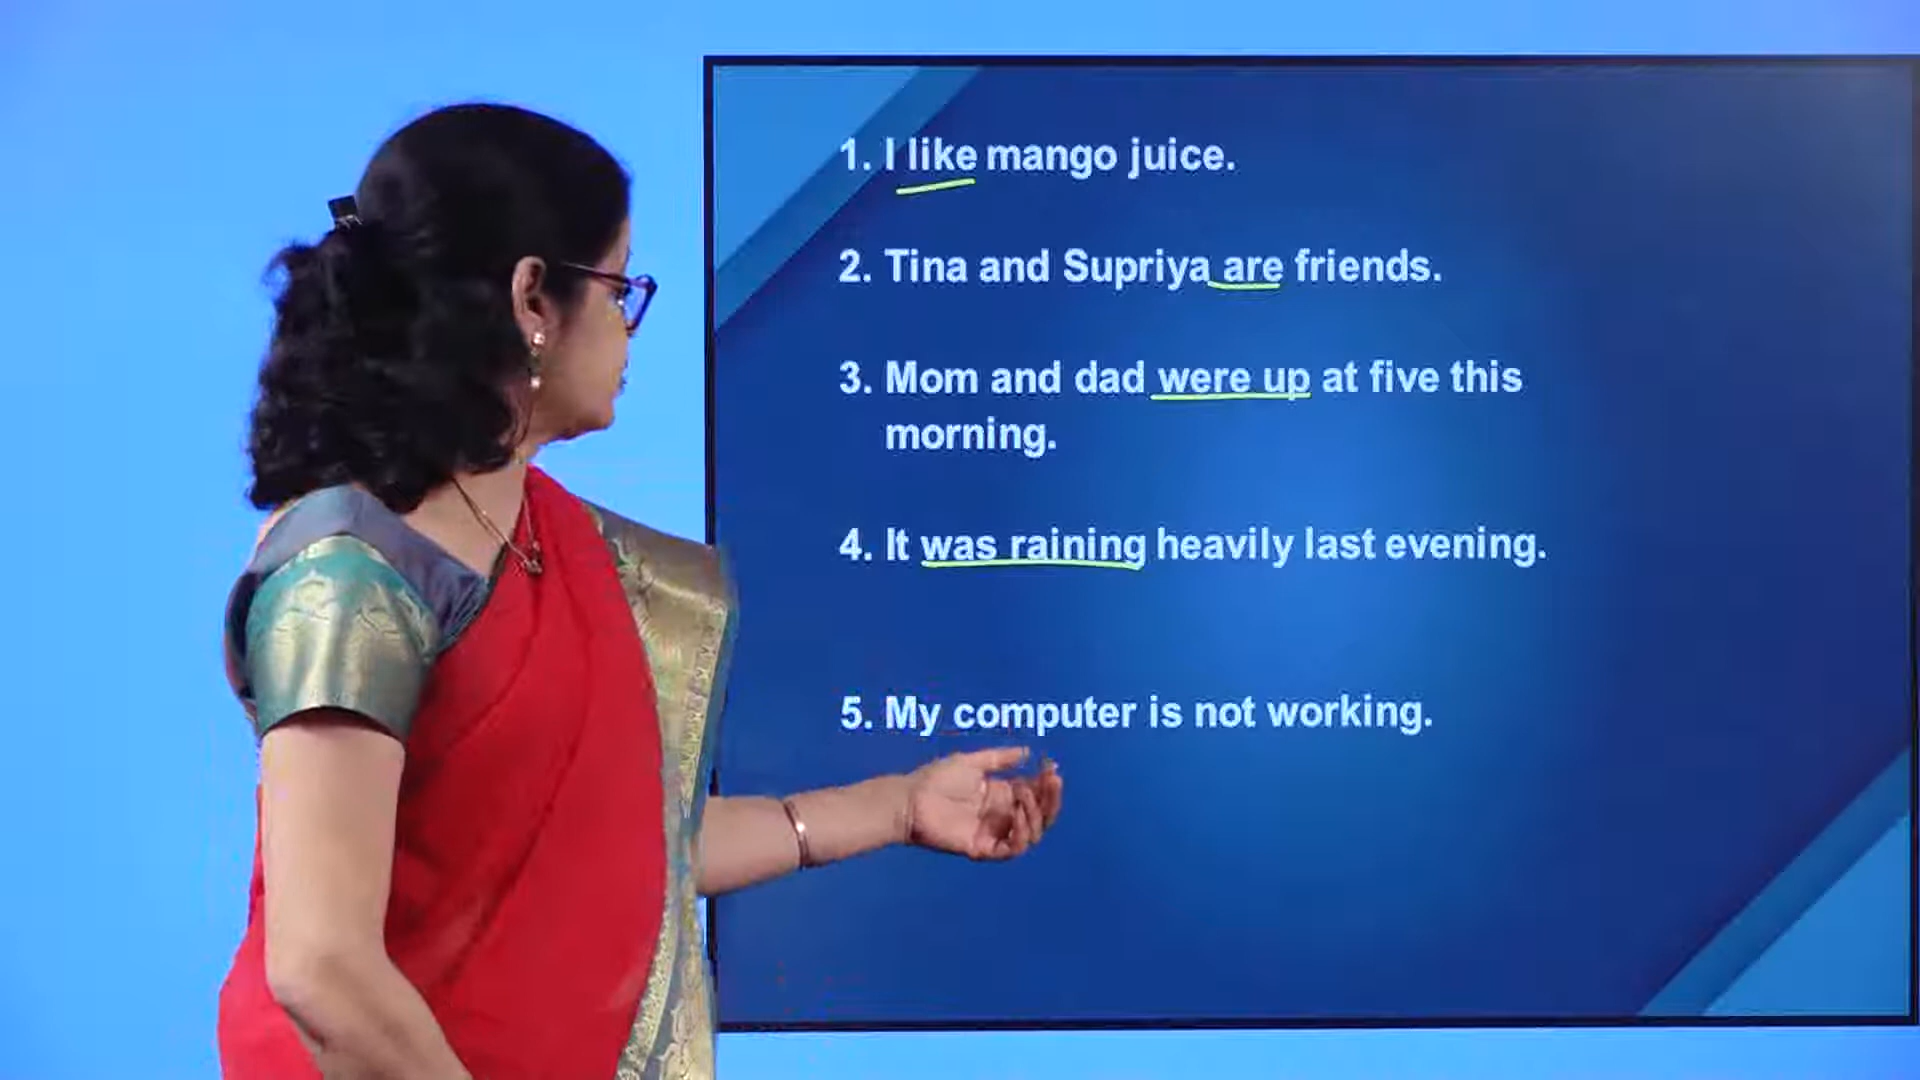 1. I like mango juice.
2. Tina and Supriya are friends.
3. Mom and dad were up at five this
morning.
4. It was raining heavily last evening.
5. My computer is not working.